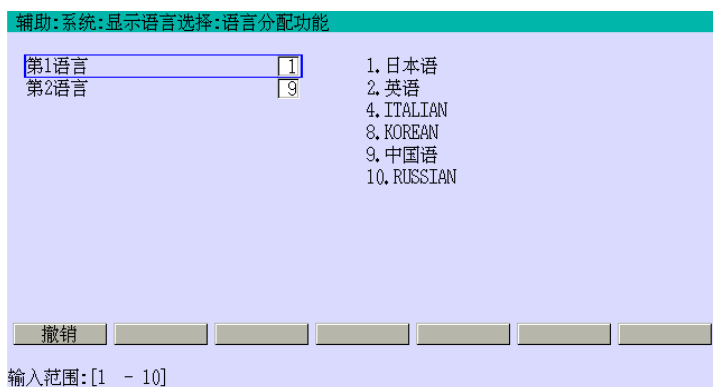 辅助:系统:显示语言选择:语言分配功能
第1语言 1
第2语言 9
1.日本语
2.英语
4.ITALIAN
8.KOREAN
9.中国语
10.RUSSIAN
撤销
输入范围:[1 - 10]